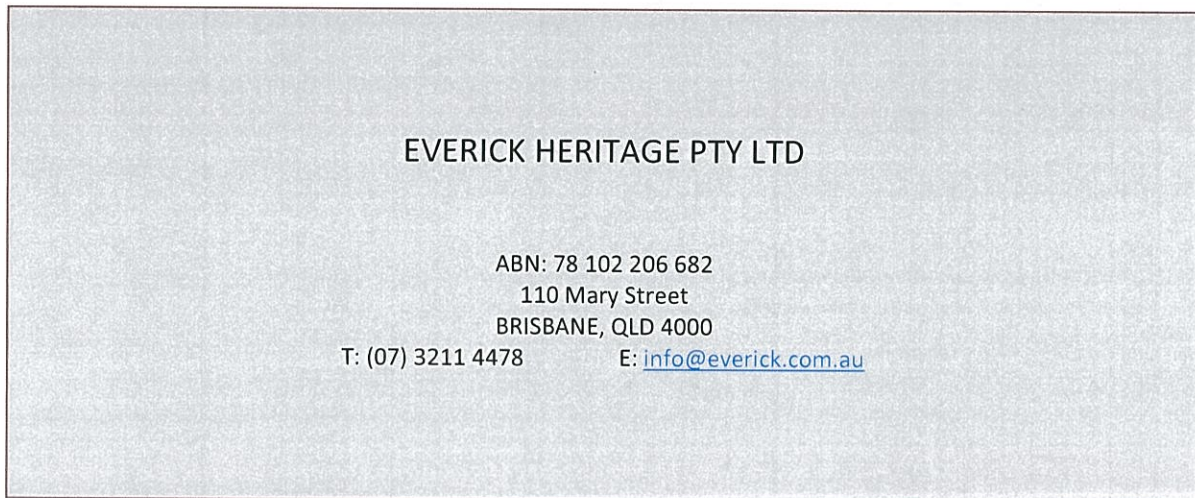 EVERICK HERITAGE PTY LTD
ABN: 78 102 206 682
110 Mary Street
BRISBANE, QLD 4000
T: (07) 3211 4478 E: info@everick.com.au